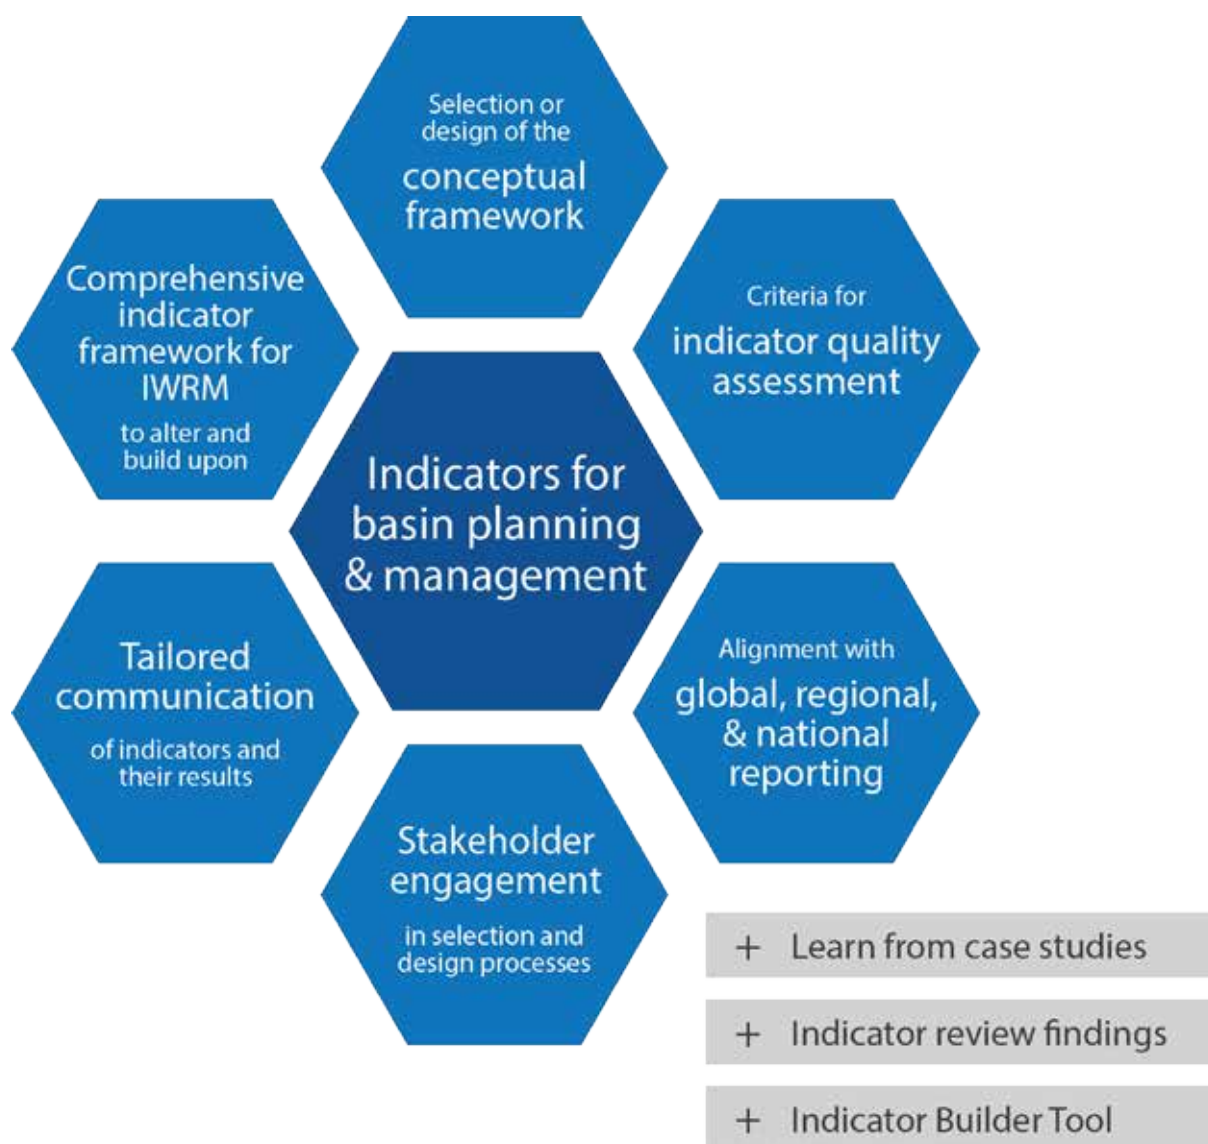 Selection or
design of the
conceptual
framework
Comprehensive
indicator
framework for
IWRM
to alter and
build upon
Criteria for
indicator quality
assessment
Indicators for
basin planning
& management
Tailored
communication
of indicators and
their results
Alignment with
global, regional,
& national
reporting
Stakeholder
engagement
in selection and
design processes
+ Learn from case studies
+ Indicator review findings
+ Indicator Builder Tool